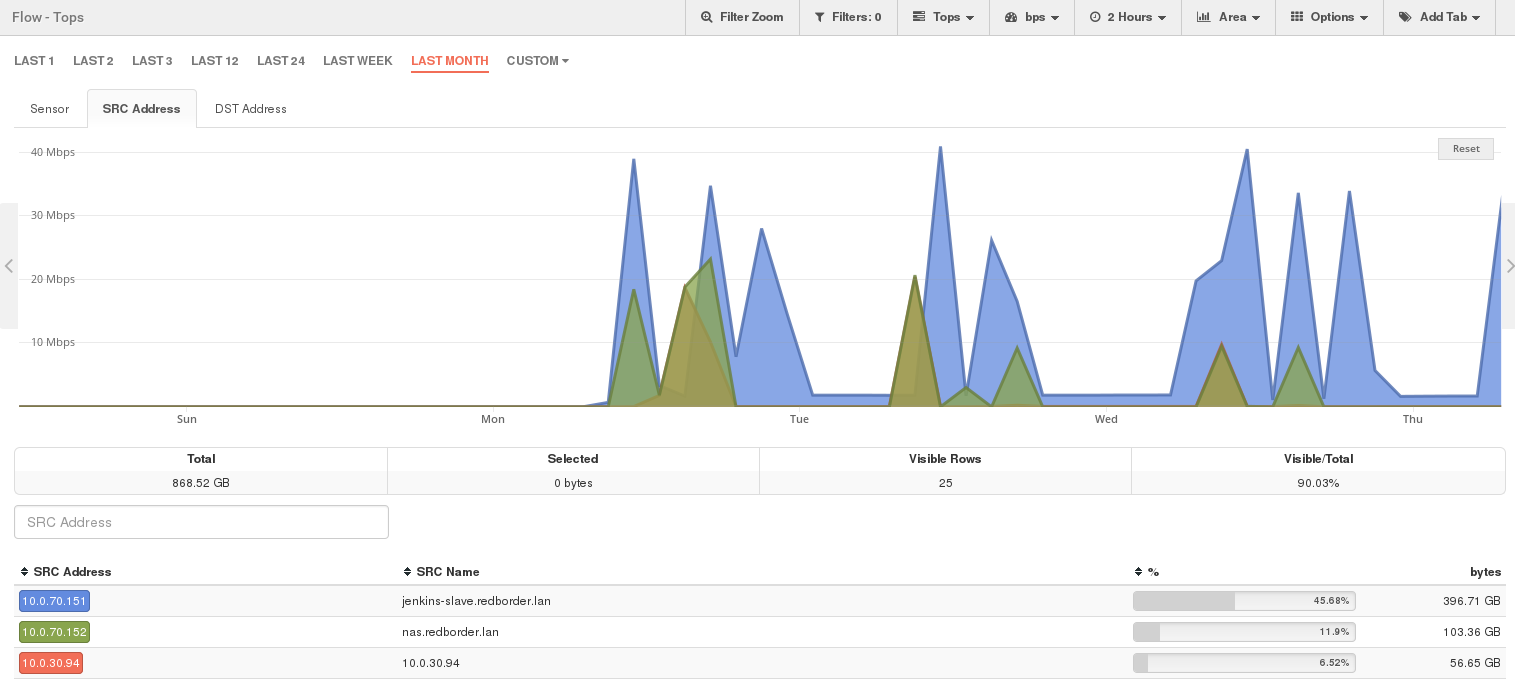 Flow - Tops Filter Zoom Filters: 0 Tops bps 2 Hours Area Options Add Tab
LAST 1 LAST 2 LAST 3 LAST 12 LAST 24 LAST WEEK LAST MONTH CUSTOM
Sensor SRC Address DST Address
40 Mbps Reset
30 Mbps
20 Mbps
10 Mbps
Sun Mon Tue Wed Thu
Total Selected Visible Rows Visible/Total
868.52 GB 0 bytes 25 90.03%
SRC Address
SRC Address SRC Name % bytes
10.0.70.151 jenkins-slave.redborder.lan 45.68% 396.71 GB
10.0.70.152 nas.redborder.lan 11.9% 103.36 GB
10.0.30.94 10.0.30.94 6.52% 56.65 GB